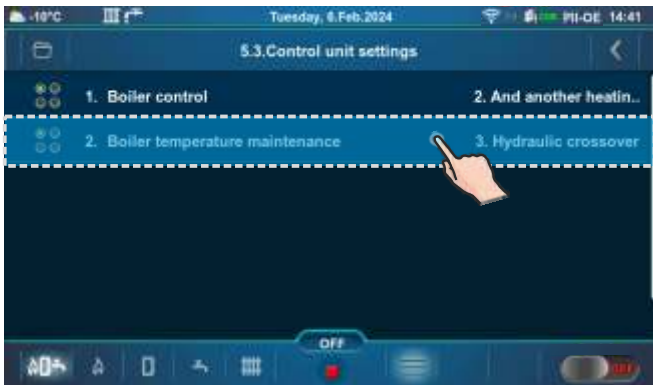 -10°C Tuesday, 6.Feb.2024 PII-OE 14:41
5.3.Control unit settings
1. Boiler control 2. And another heatin..
2. Boiler temperature maintenance 3. Hydraulic crossover
OFF
OFF